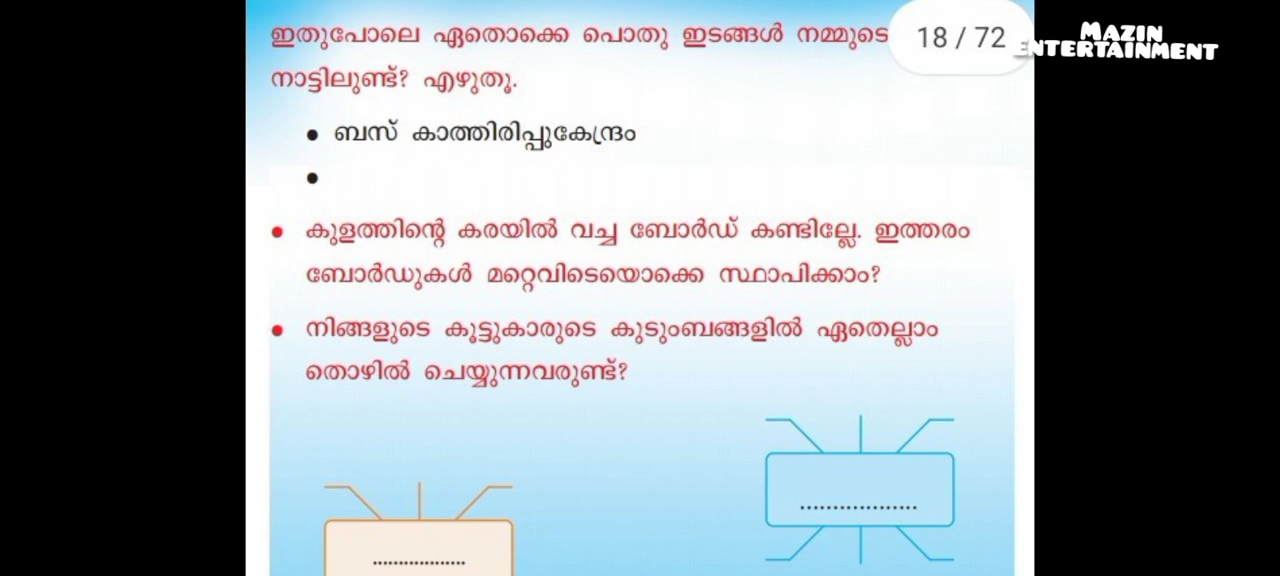 ഇതുപോലെ ഏതൊക്കെ പൊതു ഇടങ്ങൾ നമ്മുടെ
18 / 72
MAZIN
ENTERTAINMENT
നാട്ടിലുണ്ട്? എഴുതൂ.
• ബസ് കാത്തിരിപ്പുകേന്ദ്രം
•
• കുളത്തിന്റെ കരയിൽ വച്ച ബോർഡ് കണ്ടില്ലേ. ഇത്തരം
ബോർഡുകൾ മറ്റെവിടെയൊക്കെ സ്ഥാപിക്കാം?
• നിങ്ങളുടെ കൂട്ടുകാരുടെ കുടുംബങ്ങളിൽ ഏതെല്ലാം
തൊഴിൽ ചെയ്യുന്നവരുണ്ട്?
..................
.................